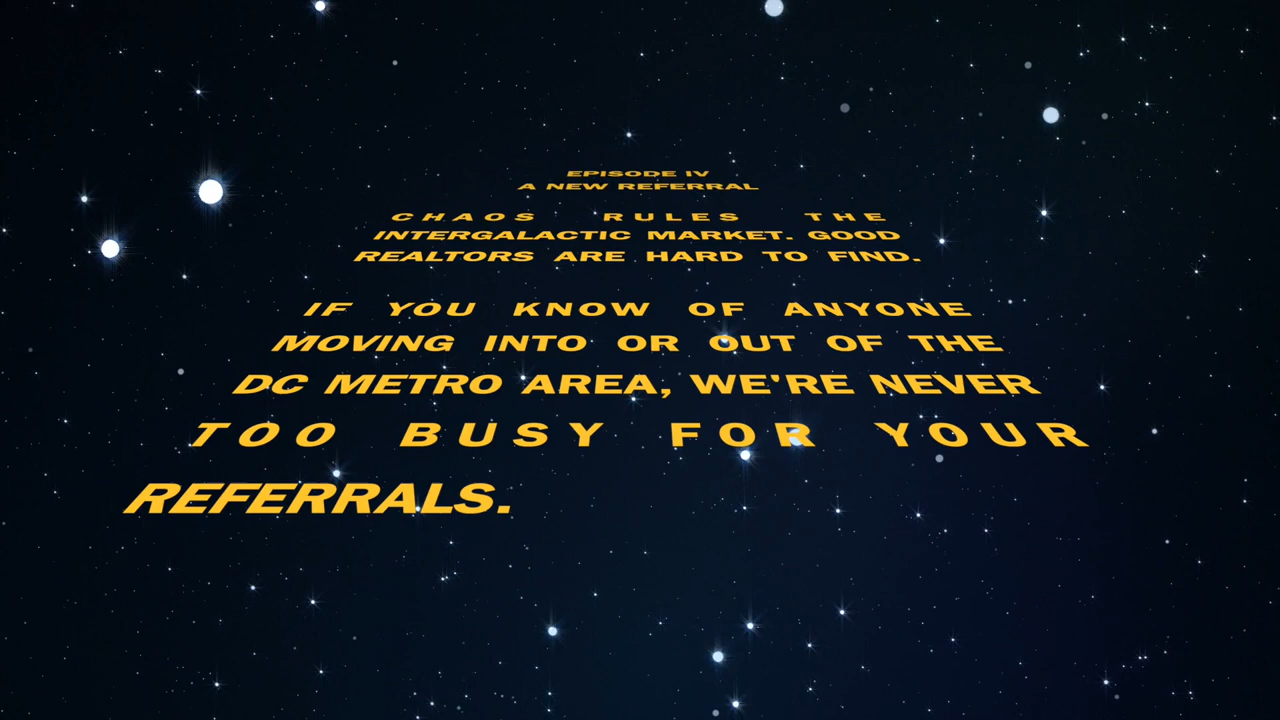 EPISODE IV
A NEW REFERRAL
CHAOS RULES THE
INTERGALACTIC MARKET. GOOD
REALTORS ARE HARD TO FIND.
IF YOU KNOW OF ANYONE
MOVING INTO OR OUT OF THE
DC METRO AREA, WE'RE NEVER
TOO BUSY FOR YOUR
REFERRALS.